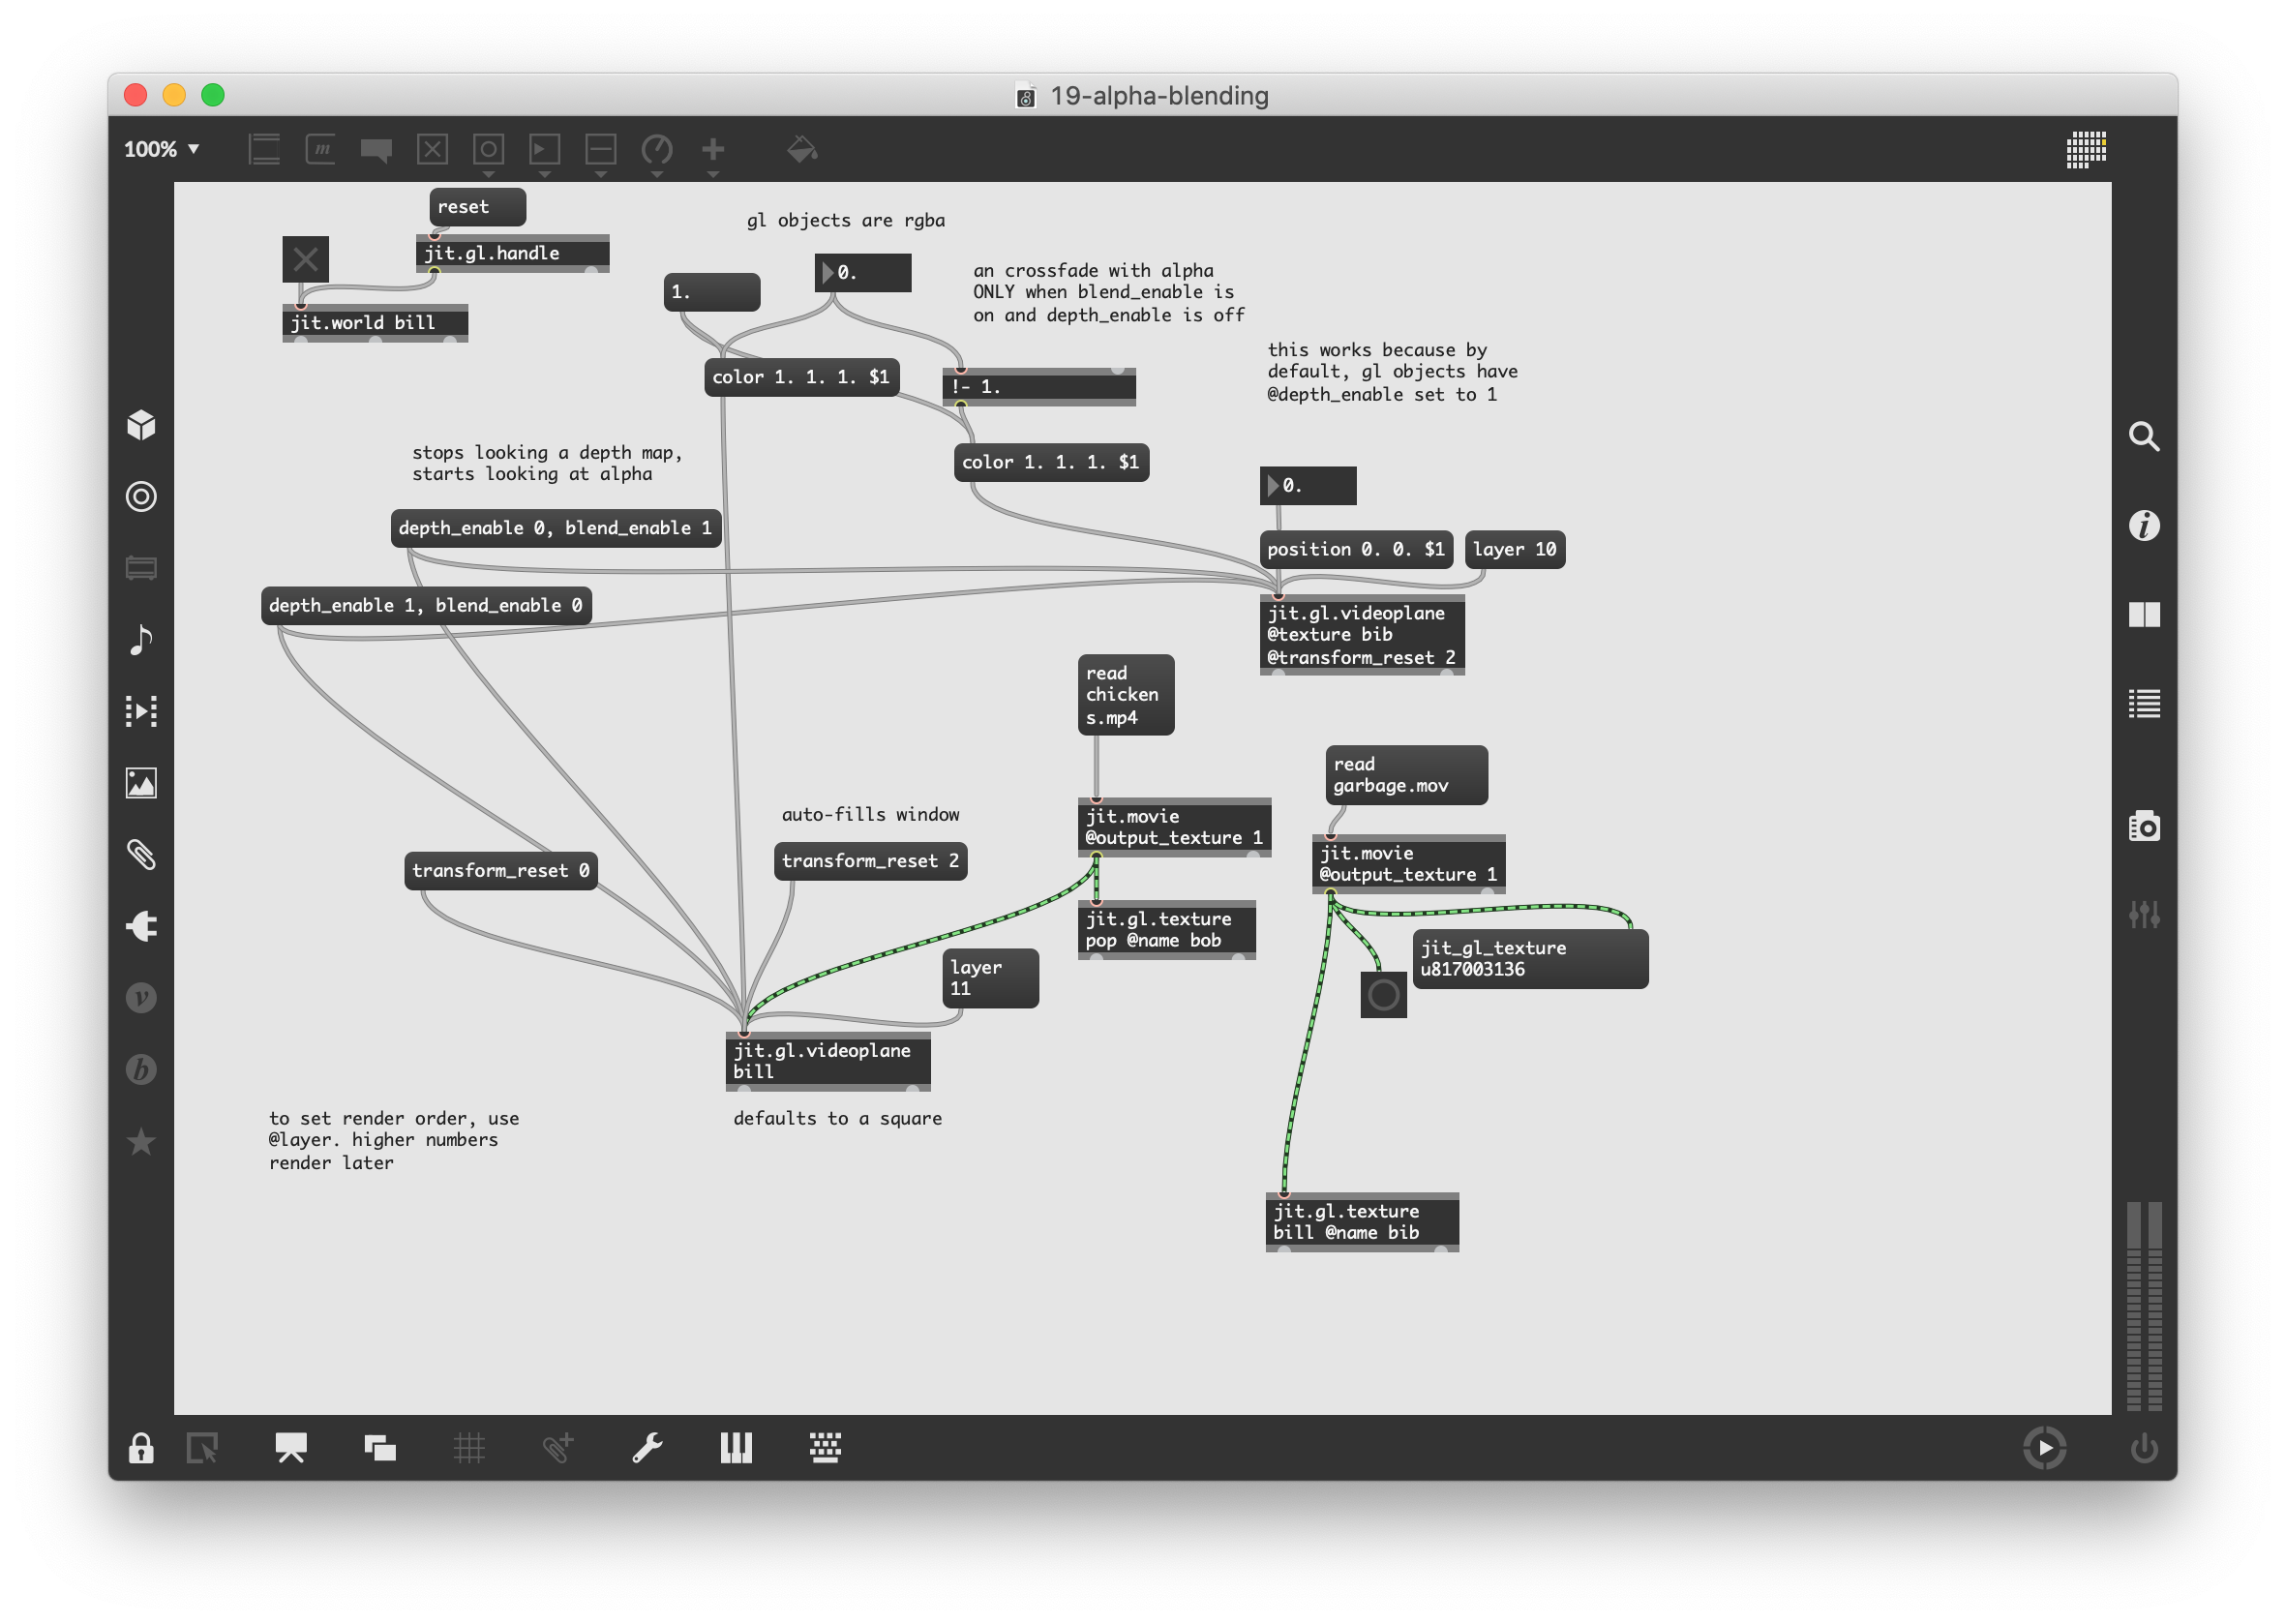 19-alpha-blending
100%
reset
jit.gl.handle
jit.world bill
gl objects are rgba
1.
0.
an crossfade with alpha
ONLY when blend_enable is
on and depth_enable is off
color 1. 1. 1. $1
!- 1.
this works because by
default, gl objects have
@depth_enable set to 1
stops looking a depth map,
starts looking at alpha
color 1. 1. 1. $1
0.
depth_enable 0, blend_enable 1
position 0. 0. $1
layer 10
depth_enable 1, blend_enable 0
jit.gl.videoplane
@texture bib
@transform_reset 2
read
chicken
s.mp4
read
garbage.mov
auto-fills window
jit.movie
@output_texture 1
jit.movie
@output_texture 1
transform_reset 0
transform_reset 2
jit.gl.texture
pop @name bob
jit_gl_texture
u817003136
layer
11
jit.gl.videoplane
bill
to set render order, use
@layer. higher numbers
render later
defaults to a square
jit.gl.texture
bill @name bib